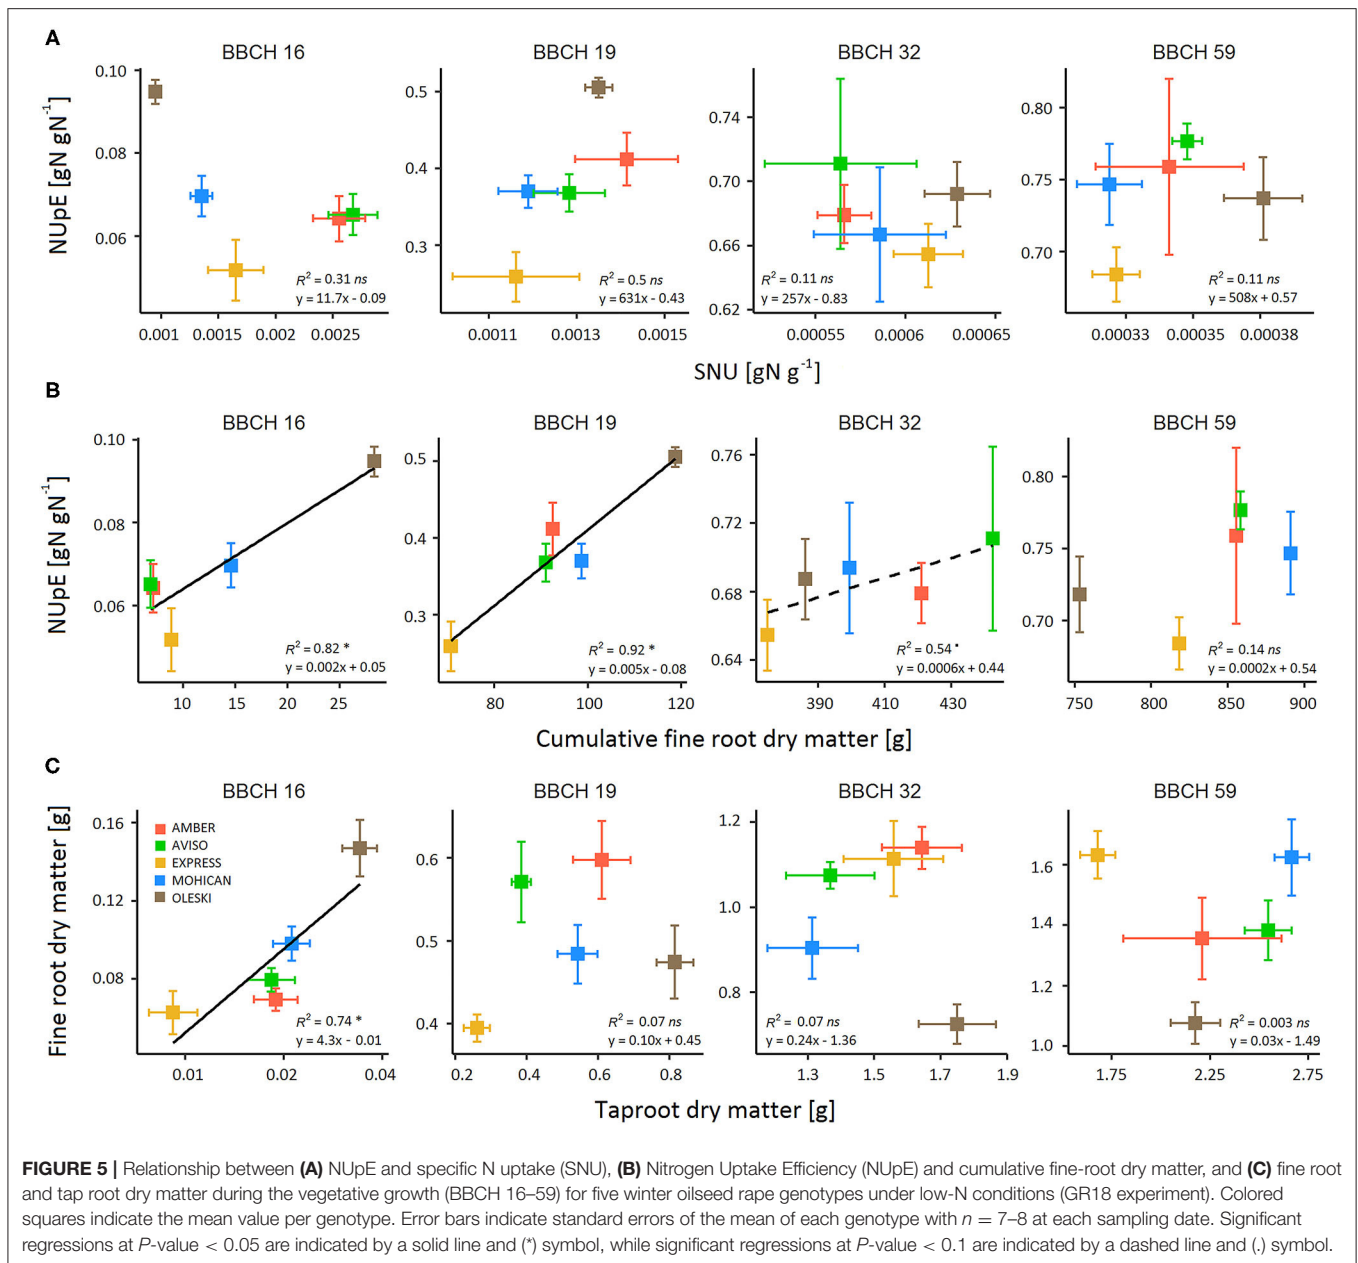 A
BBCH 16
BBCH 19
BBCH 32
BBCH 59
NUpE [gN gN-1]
0.10
0.08
0.06
R2 = 0.31 ns
y = 11.7x - 0.09
0.001
0.0015
0.002
0.0025
0.5
0.4
0.3
R2 = 0.5 ns
y = 631x - 0.43
0.0011
0.0013
0.0015
0.74
0.70
0.66
0.62
R2 = 0.11 ns
y = 257x - 0.83
0.00055
0.0006
0.00065
0.80
0.75
0.70
R2 = 0.11 ns
y = 508x + 0.57
0.00033
0.00035
0.00038
SNU [gN g-1]
B
BBCH 16
BBCH 19
BBCH 32
BBCH 59
NUpE [gN gN-1]
0.10
0.08
0.06
R2 = 0.82 *
y = 0.002x + 0.05
10
15
20
25
0.5
0.4
0.3
R2 = 0.92 *
y = 0.005x - 0.08
80
100
120
0.76
0.72
0.68
0.64
R2 = 0.54 ·
y = 0.0006x + 0.44
390
410
430
0.80
0.75
0.70
R2 = 0.14 ns
y = 0.0002x + 0.54
750
800
850
900
Cumulative fine root dry matter [g]
C
BBCH 16
BBCH 19
BBCH 32
BBCH 59
Fine root dry matter [g]
0.16
0.12
0.08
AMBER
AVISO
EXPRESS
MOHICAN
OLESKI
R2 = 0.74 *
y = 4.3x - 0.01
0.01
0.02
0.04
0.6
0.5
0.4
R2 = 0.07 ns
y = 0.10x + 0.45
0.2
0.4
0.6
0.8
1.2
1.0
0.8
R2 = 0.07 ns
y = 0.24x - 1.36
1.3
1.5
1.7
1.9
1.6
1.4
1.2
1.0
R2 = 0.003 ns
y = 0.03x - 1.49
1.75
2.25
2.75
Taproot dry matter [g]
FIGURE 5 | Relationship between (A) NUpE and specific N uptake (SNU), (B) Nitrogen Uptake Efficiency (NUpE) and cumulative fine-root dry matter, and (C) fine root
and tap root dry matter during the vegetative growth (BBCH 16–59) for five winter oilseed rape genotypes under low-N conditions (GR18 experiment). Colored
squares indicate the mean value per genotype. Error bars indicate standard errors of the mean of each genotype with n = 7–8 at each sampling date. Significant
regressions at P-value < 0.05 are indicated by a solid line and (*) symbol, while significant regressions at P-value < 0.1 are indicated by a dashed line and (.) symbol.